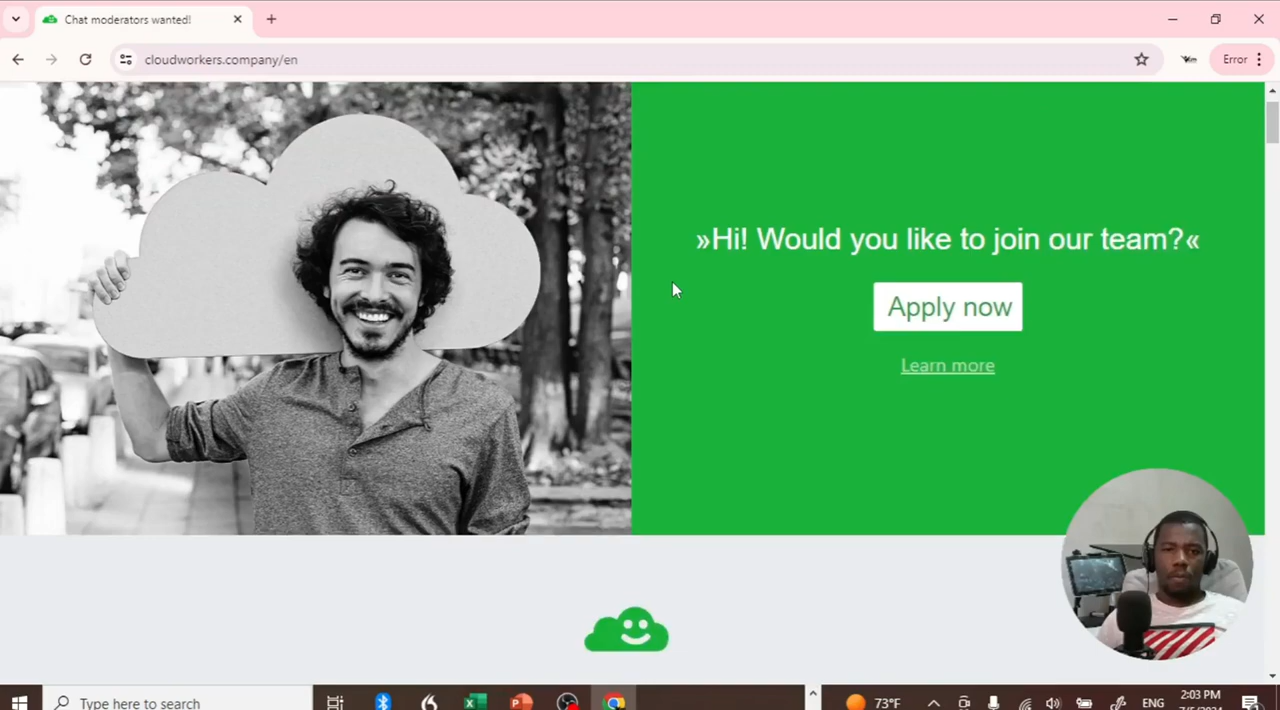 Chat moderators wanted!
cloudworkers.company/en
Error
»Hi! Would you like to join our team?«
Apply now
Learn more
Type here to search
73°F
ENG
2:03 PM